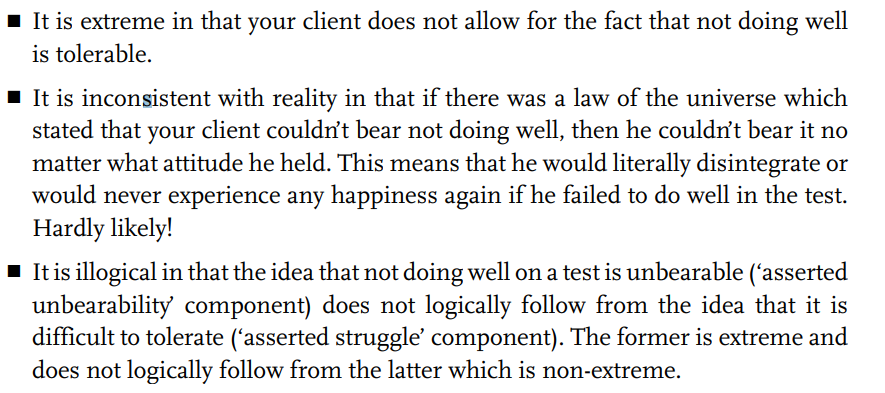 ■ It is extreme in that your client does not allow for the fact that not doing well
is tolerable.
■ It is inconsistent with reality in that if there was a law of the universe which
stated that your client couldn’t bear not doing well, then he couldn’t bear it no
matter what attitude he held. This means that he would literally disintegrate or
would never experience any happiness again if he failed to do well in the test.
Hardly likely!
■ It is illogical in that the idea that not doing well on a test is unbearable (‘asserted
unbearability’ component) does not logically follow from the idea that it is
difficult to tolerate (‘asserted struggle’ component). The former is extreme and
does not logically follow from the latter which is non-extreme.